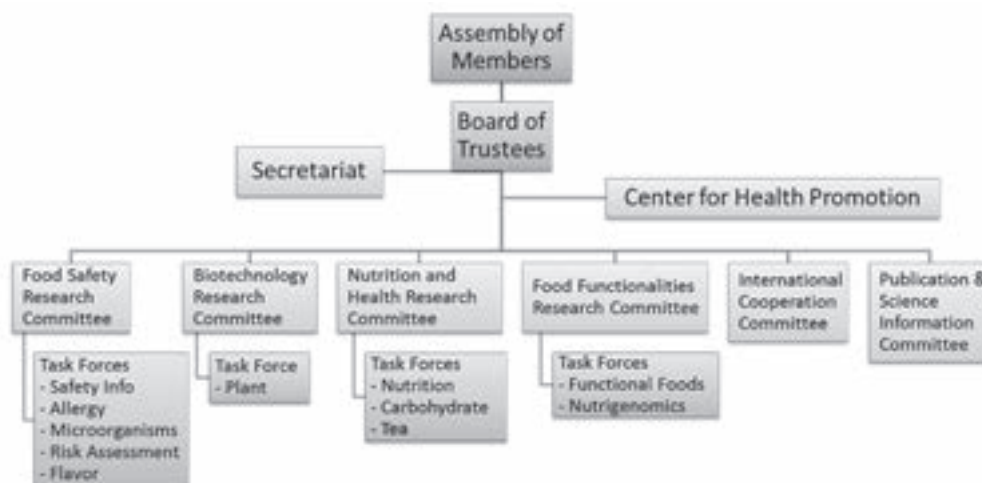 Assembly of
Members
Board of
Trustees
Secretariat
Center for Health Promotion
Food Safety
Research
Committee
Task Forces
- Safety Info
- Allergy
- Microorganisms
- Risk Assessment
- Flavor
Biotechnology
Research
Committee
Task Force
- Plant
Nutrition and
Health Research
Committee
Task Forces
- Nutrition
- Carbohydrate
- Tea
Food Functionalities
Research Committee
Task Forces
- Functional Foods
- Nutrigenomics
International
Cooperation
Committee
Publication &
Science
Information
Committee